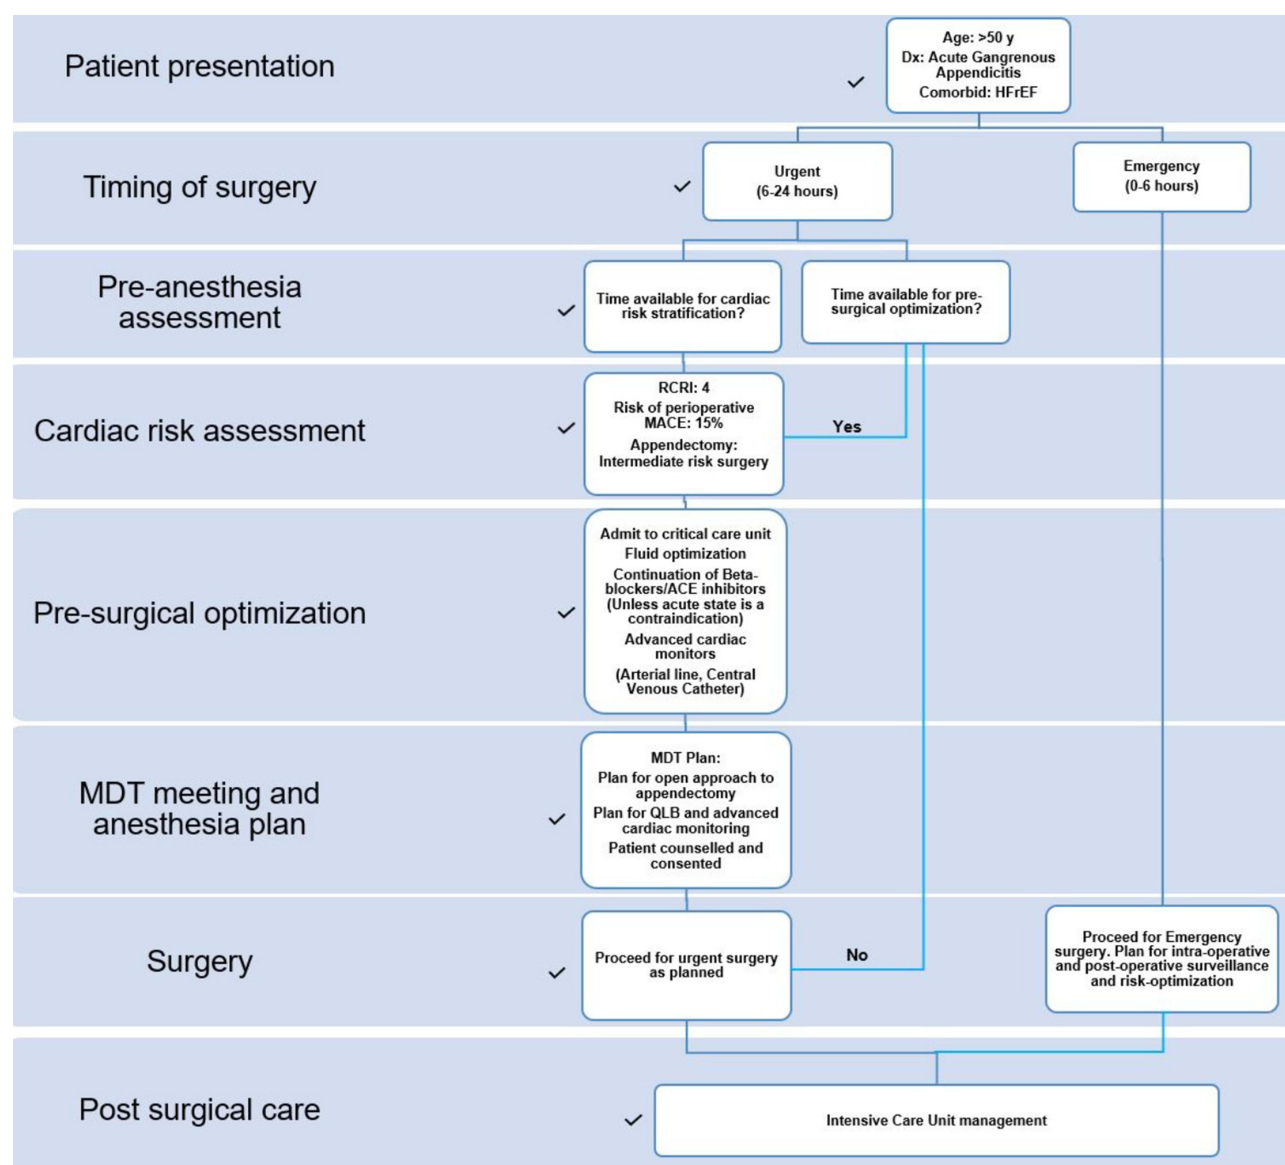 Patient presentation
Age: >50 y
Dx: Acute Gangrenous
Appendicitis
Comorbid: HFrEF
Timing of surgery
Urgent
(6-24 hours)
Emergency
(0-6 hours)
Pre-anesthesia
assessment
Time available for cardiac
risk stratification?
Time available for pre-
surgical optimization?
Cardiac risk assessment
RCRI: 4
Risk of perioperative
MACE: 15%
Appendectomy:
Intermediate risk surgery
Yes
Pre-surgical optimization
Admit to critical care unit
Fluid optimization
Continuation of Beta-
blockers/ACE inhibitors
(Unless acute state is a
contraindication)
Advanced cardiac
monitors
(Arterial line, Central
Venous Catheter)
MDT meeting and
anesthesia plan
MDT Plan:
Plan for open approach to
appendectomy
Plan for QLB and advanced
cardiac monitoring
Patient counselled and
consented
Surgery
Proceed for urgent surgery
as planned
No
Proceed for Emergency
surgery. Plan for intra-operative
and post-operative surveillance
and risk-optimization
Post surgical care
Intensive Care Unit management